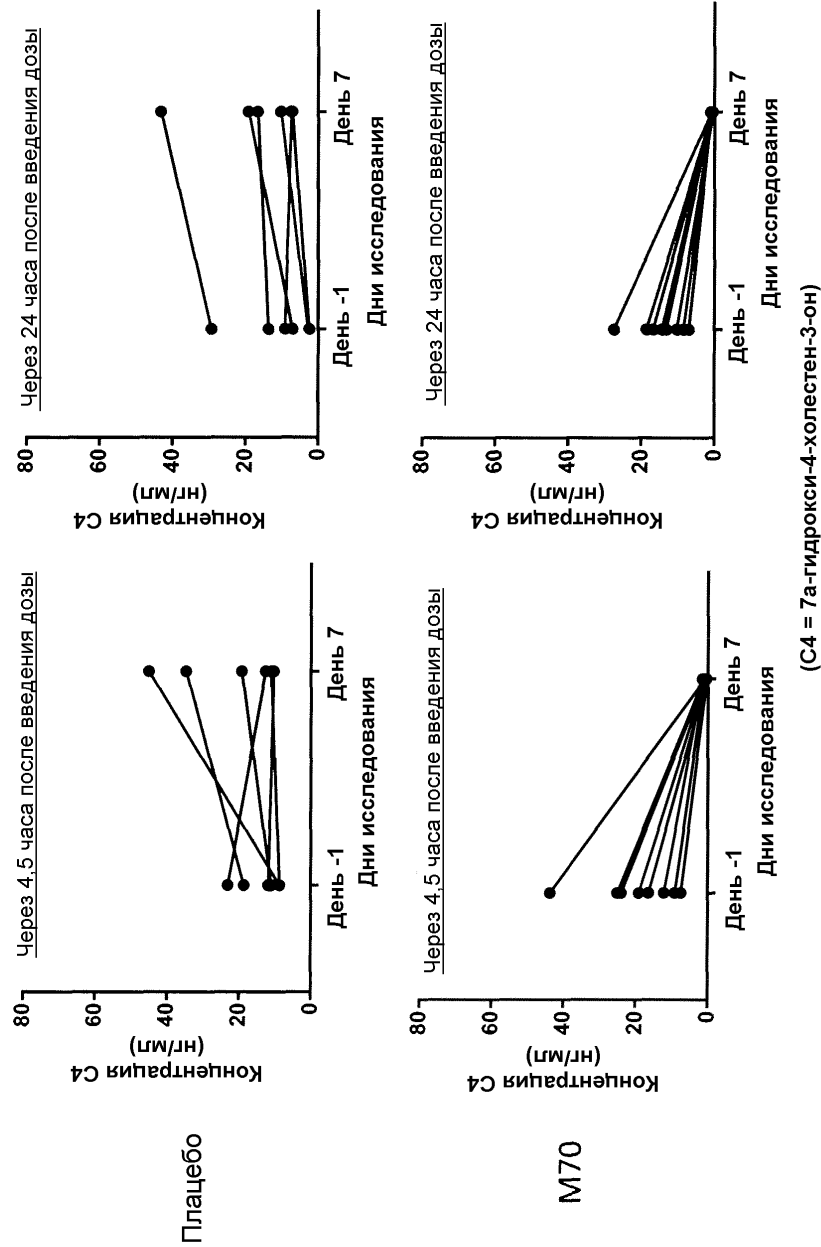 Плацебо
Через 4,5 часа после введения дозы
Концентрация C4
(нг/мл)
80
60
40
20
0
День -1
День 7
Дни исследования
Через 24 часа после введения дозы
Концентрация C4
(нг/мл)
80
60
40
20
0
День -1
День 7
Дни исследования
M70
Через 4,5 часа после введения дозы
Концентрация C4
(нг/мл)
80
60
40
20
0
День -1
День 7
Дни исследования
Через 24 часа после введения дозы
Концентрация C4
(нг/мл)
80
60
40
20
0
День -1
День 7
Дни исследования
(C4 = 7а-гидрокси-4-холестен-3-он)